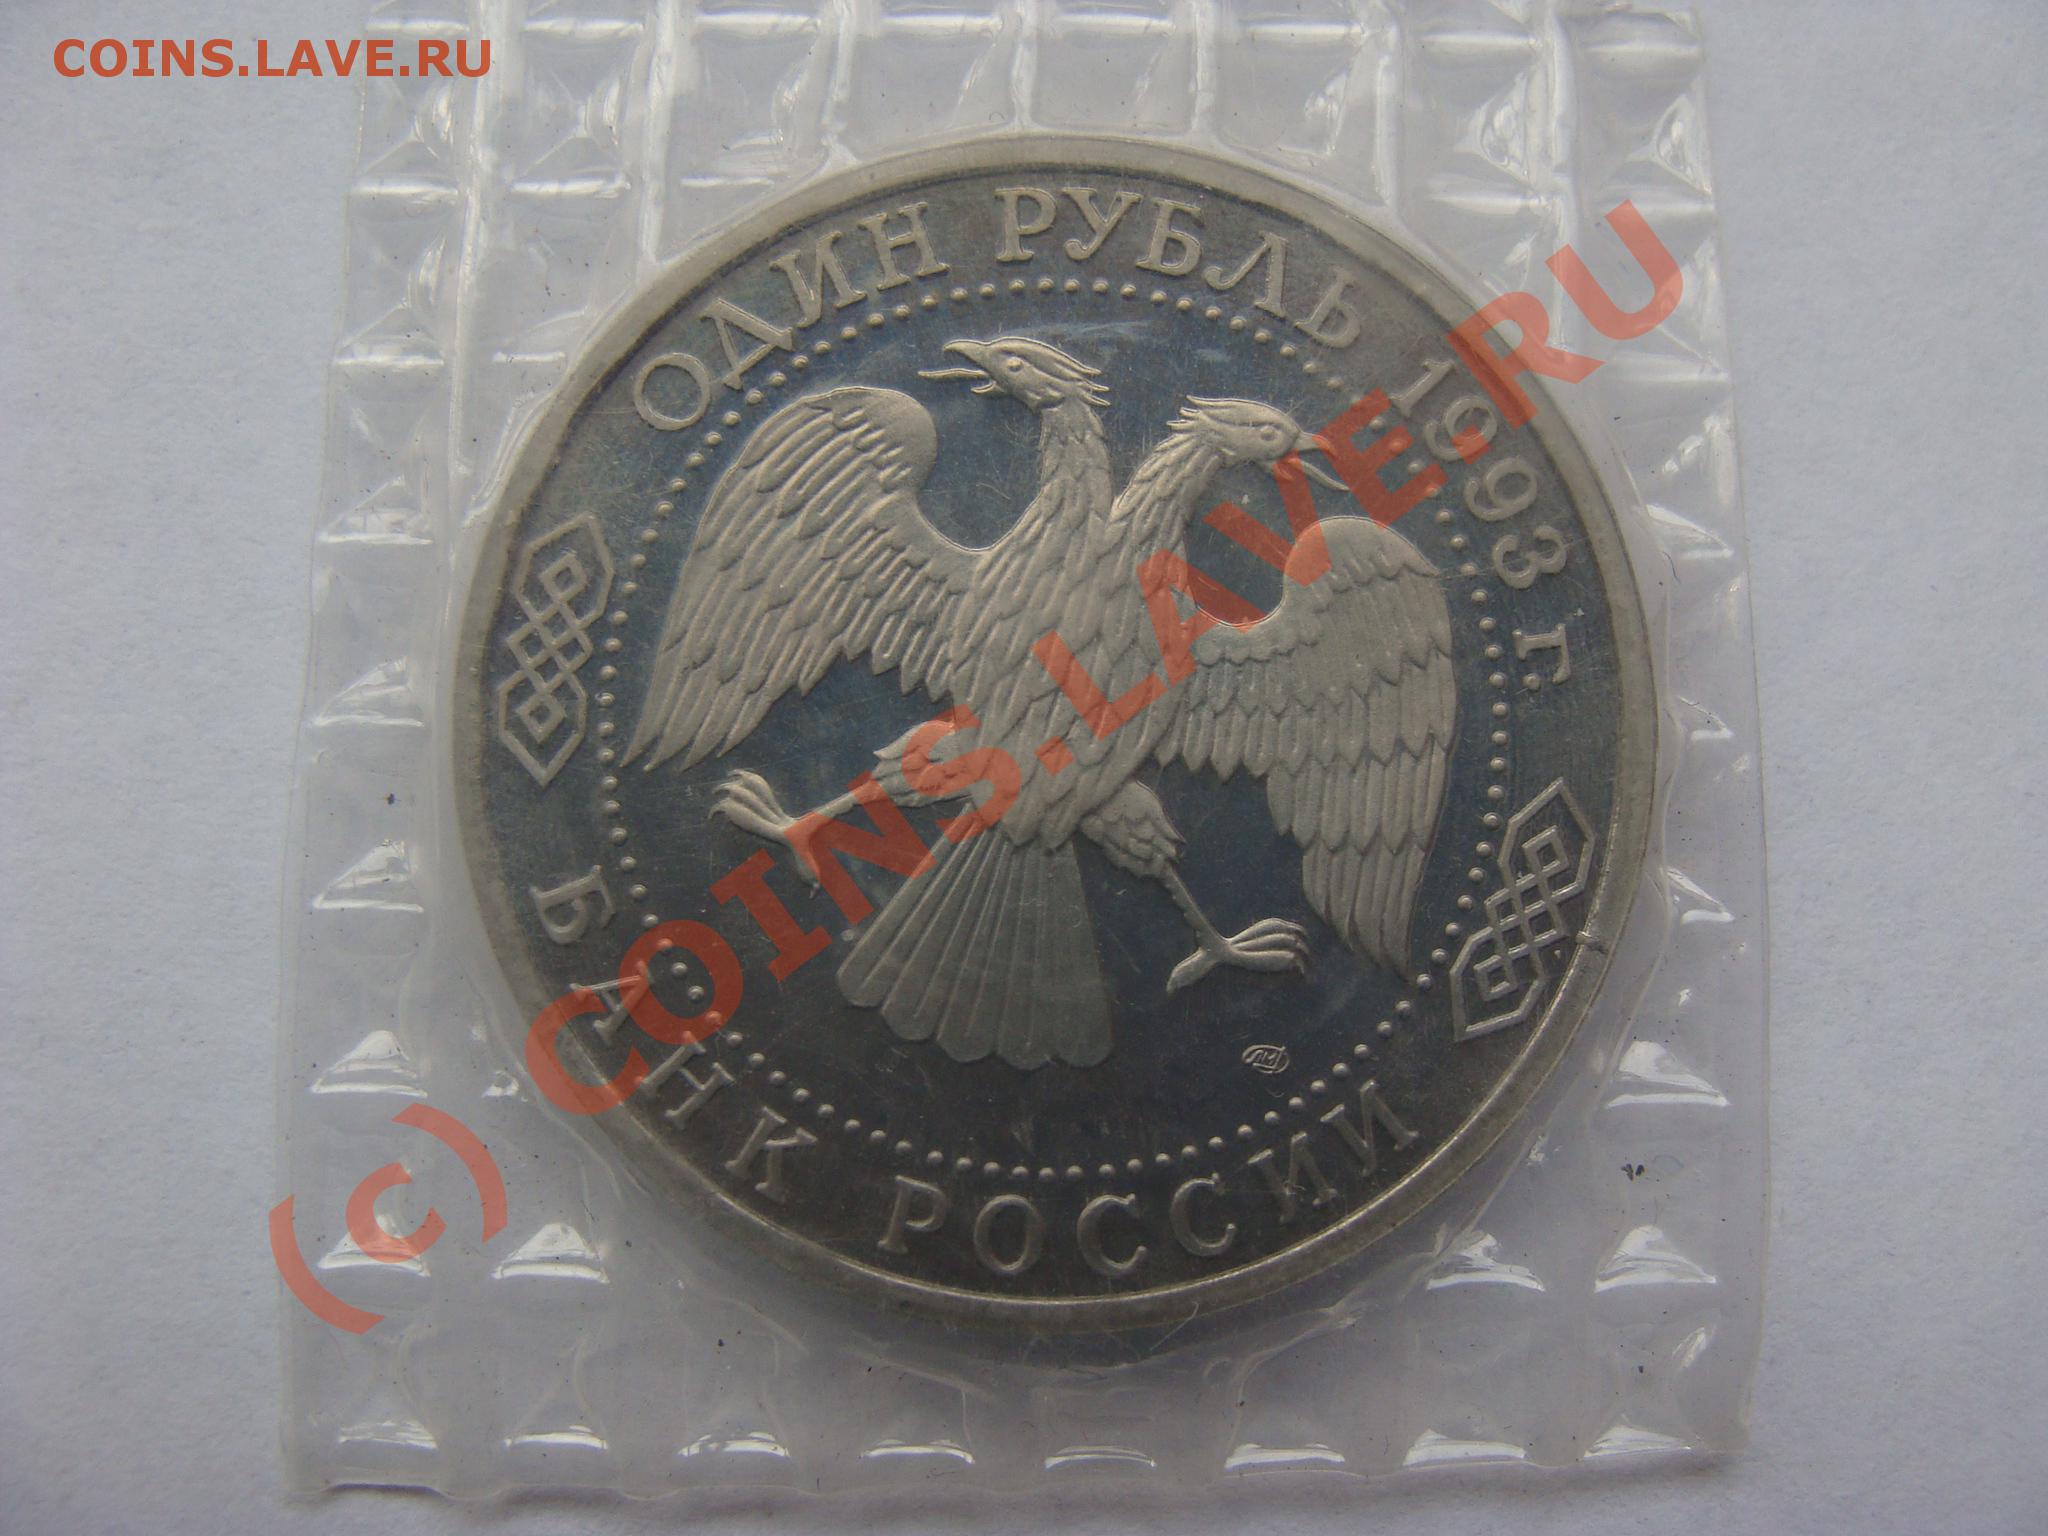 COINS.LAVE.RU
ОДИН РУБЛЬ 1993 Г.
БАНК РОССИИ
(c) COINS.LAVE.RU